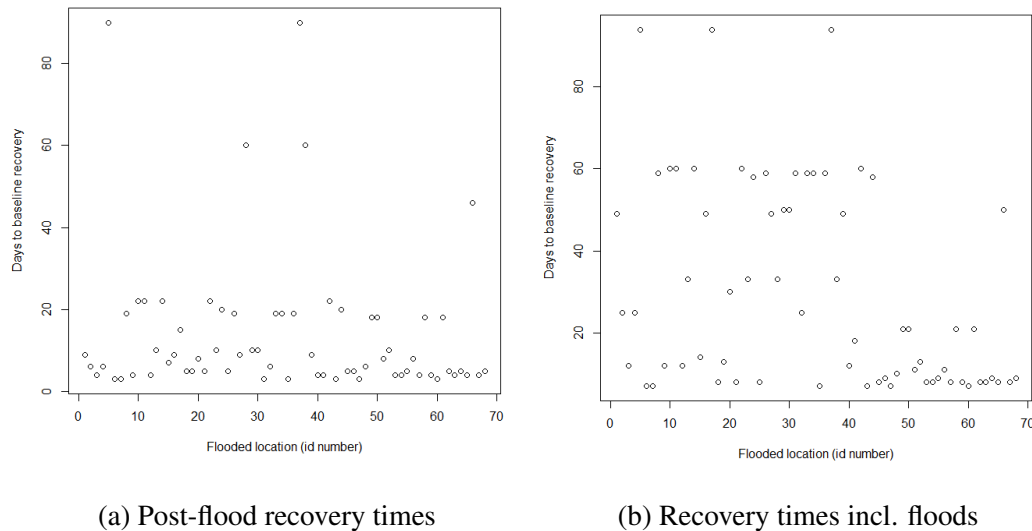 80
60
40
20
0
Days to baseline recovery
0 10 20 30 40 50 60 70
Flooded location (id number)
(a) Post-flood recovery times
80
60
40
20
Days to baseline recovery
0 10 20 30 40 50 60 70
Flooded location (id number)
(b) Recovery times incl. floods